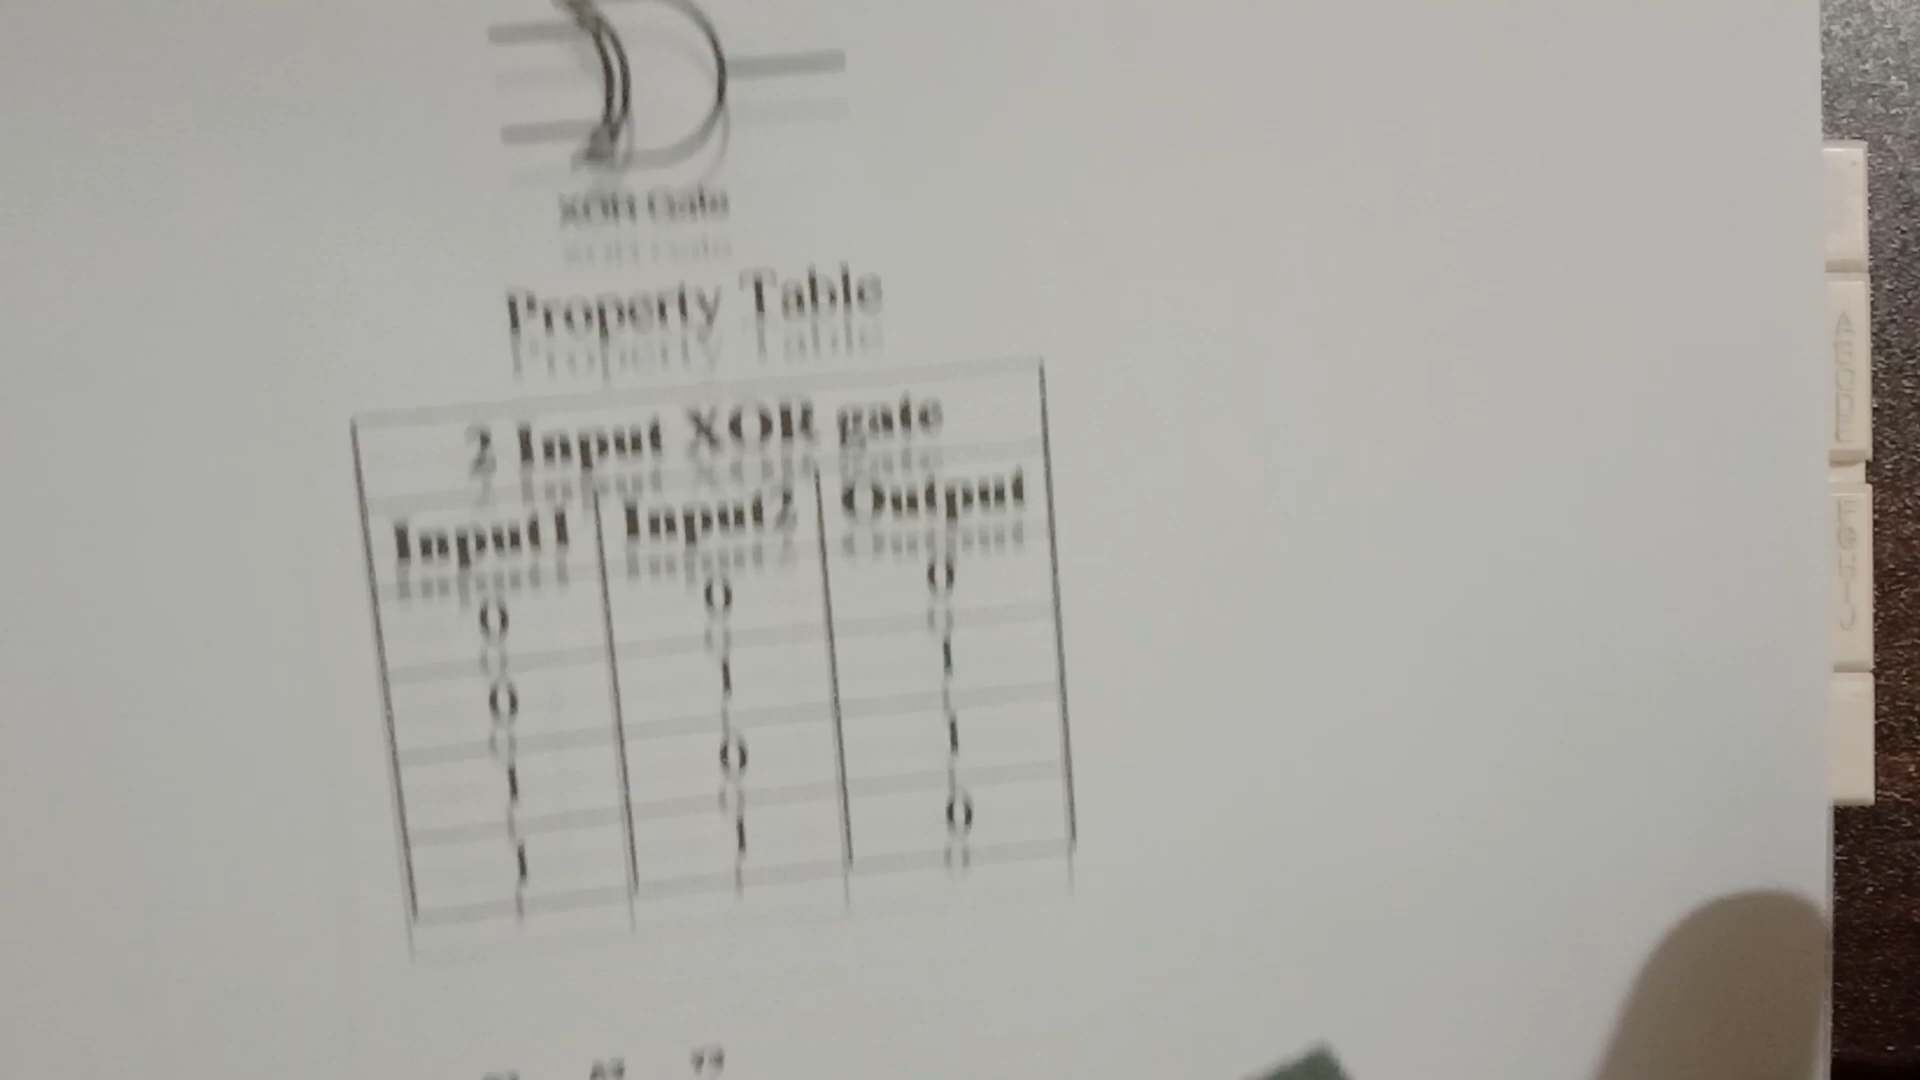 XOR Gate
Property Table
2 Input XOR gate
Input1 Input2 Output
0 0 0
0 1 1
1 0 1
1 1 0